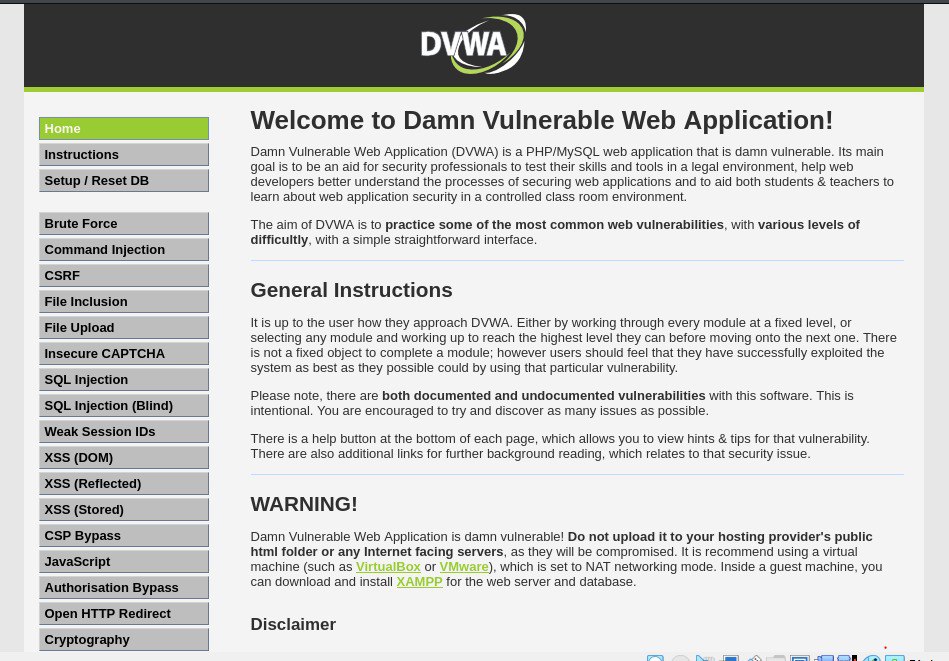 DVWA
Home
Instructions
Setup / Reset DB
Brute Force
Command Injection
CSRF
File Inclusion
File Upload
Insecure CAPTCHA
SQL Injection
SQL Injection (Blind)
Weak Session IDs
XSS (DOM)
XSS (Reflected)
XSS (Stored)
CSP Bypass
JavaScript
Authorisation Bypass
Open HTTP Redirect
Cryptography
Welcome to Damn Vulnerable Web Application!
Damn Vulnerable Web Application (DVWA) is a PHP/MySQL web application that is damn vulnerable. Its main
goal is to be an aid for security professionals to test their skills and tools in a legal environment, help web
developers better understand the processes of securing web applications and to aid both students & teachers to
learn about web application security in a controlled class room environment.
The aim of DVWA is to practice some of the most common web vulnerabilities, with various levels of
difficultly, with a simple straightforward interface.
General Instructions
It is up to the user how they approach DVWA. Either by working through every module at a fixed level, or
selecting any module and working up to reach the highest level they can before moving onto the next one. There
is not a fixed object to complete a module; however users should feel that they have successfully exploited the
system as best as they possible could by using that particular vulnerability.
Please note, there are both documented and undocumented vulnerabilities with this software. This is
intentional. You are encouraged to try and discover as many issues as possible.
There is a help button at the bottom of each page, which allows you to view hints & tips for that vulnerability.
There are also additional links for further background reading, which relates to that security issue.
WARNING!
Damn Vulnerable Web Application is damn vulnerable! Do not upload it to your hosting provider's public
html folder or any Internet facing servers, as they will be compromised. It is recommend using a virtual
machine (such as VirtualBox or VMware), which is set to NAT networking mode. Inside a guest machine, you
can download and install XAMPP for the web server and database.
Disclaimer